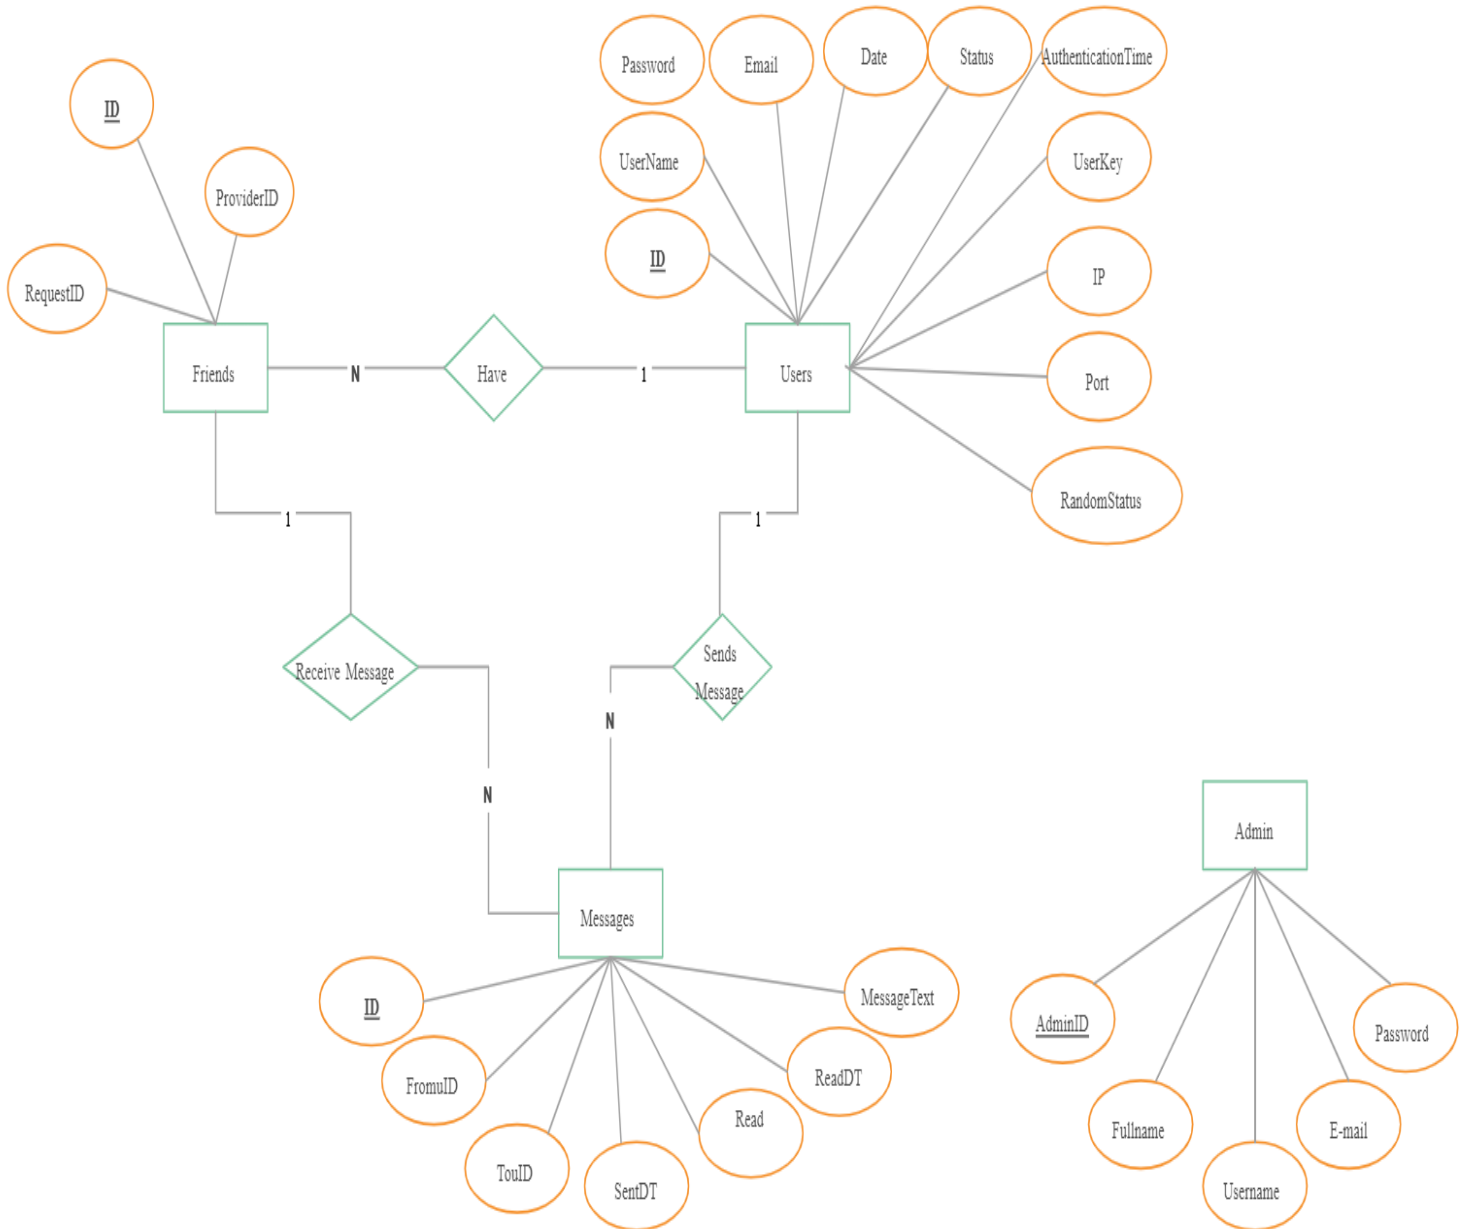 Password
Email
Date
Status
AuthenticationTime
ID
UserName
UserKey
ProviderID
ID
RequestID
IP
Friends
N
Have
1
Users
Port
RandomStatus
1
1
Receive Message
Sends
Message
N
N
Admin
Messages
ID
MessageText
AdminID
Password
FromuID
ReadDT
Read
Fullname
E-mail
TouID
SentDT
Username